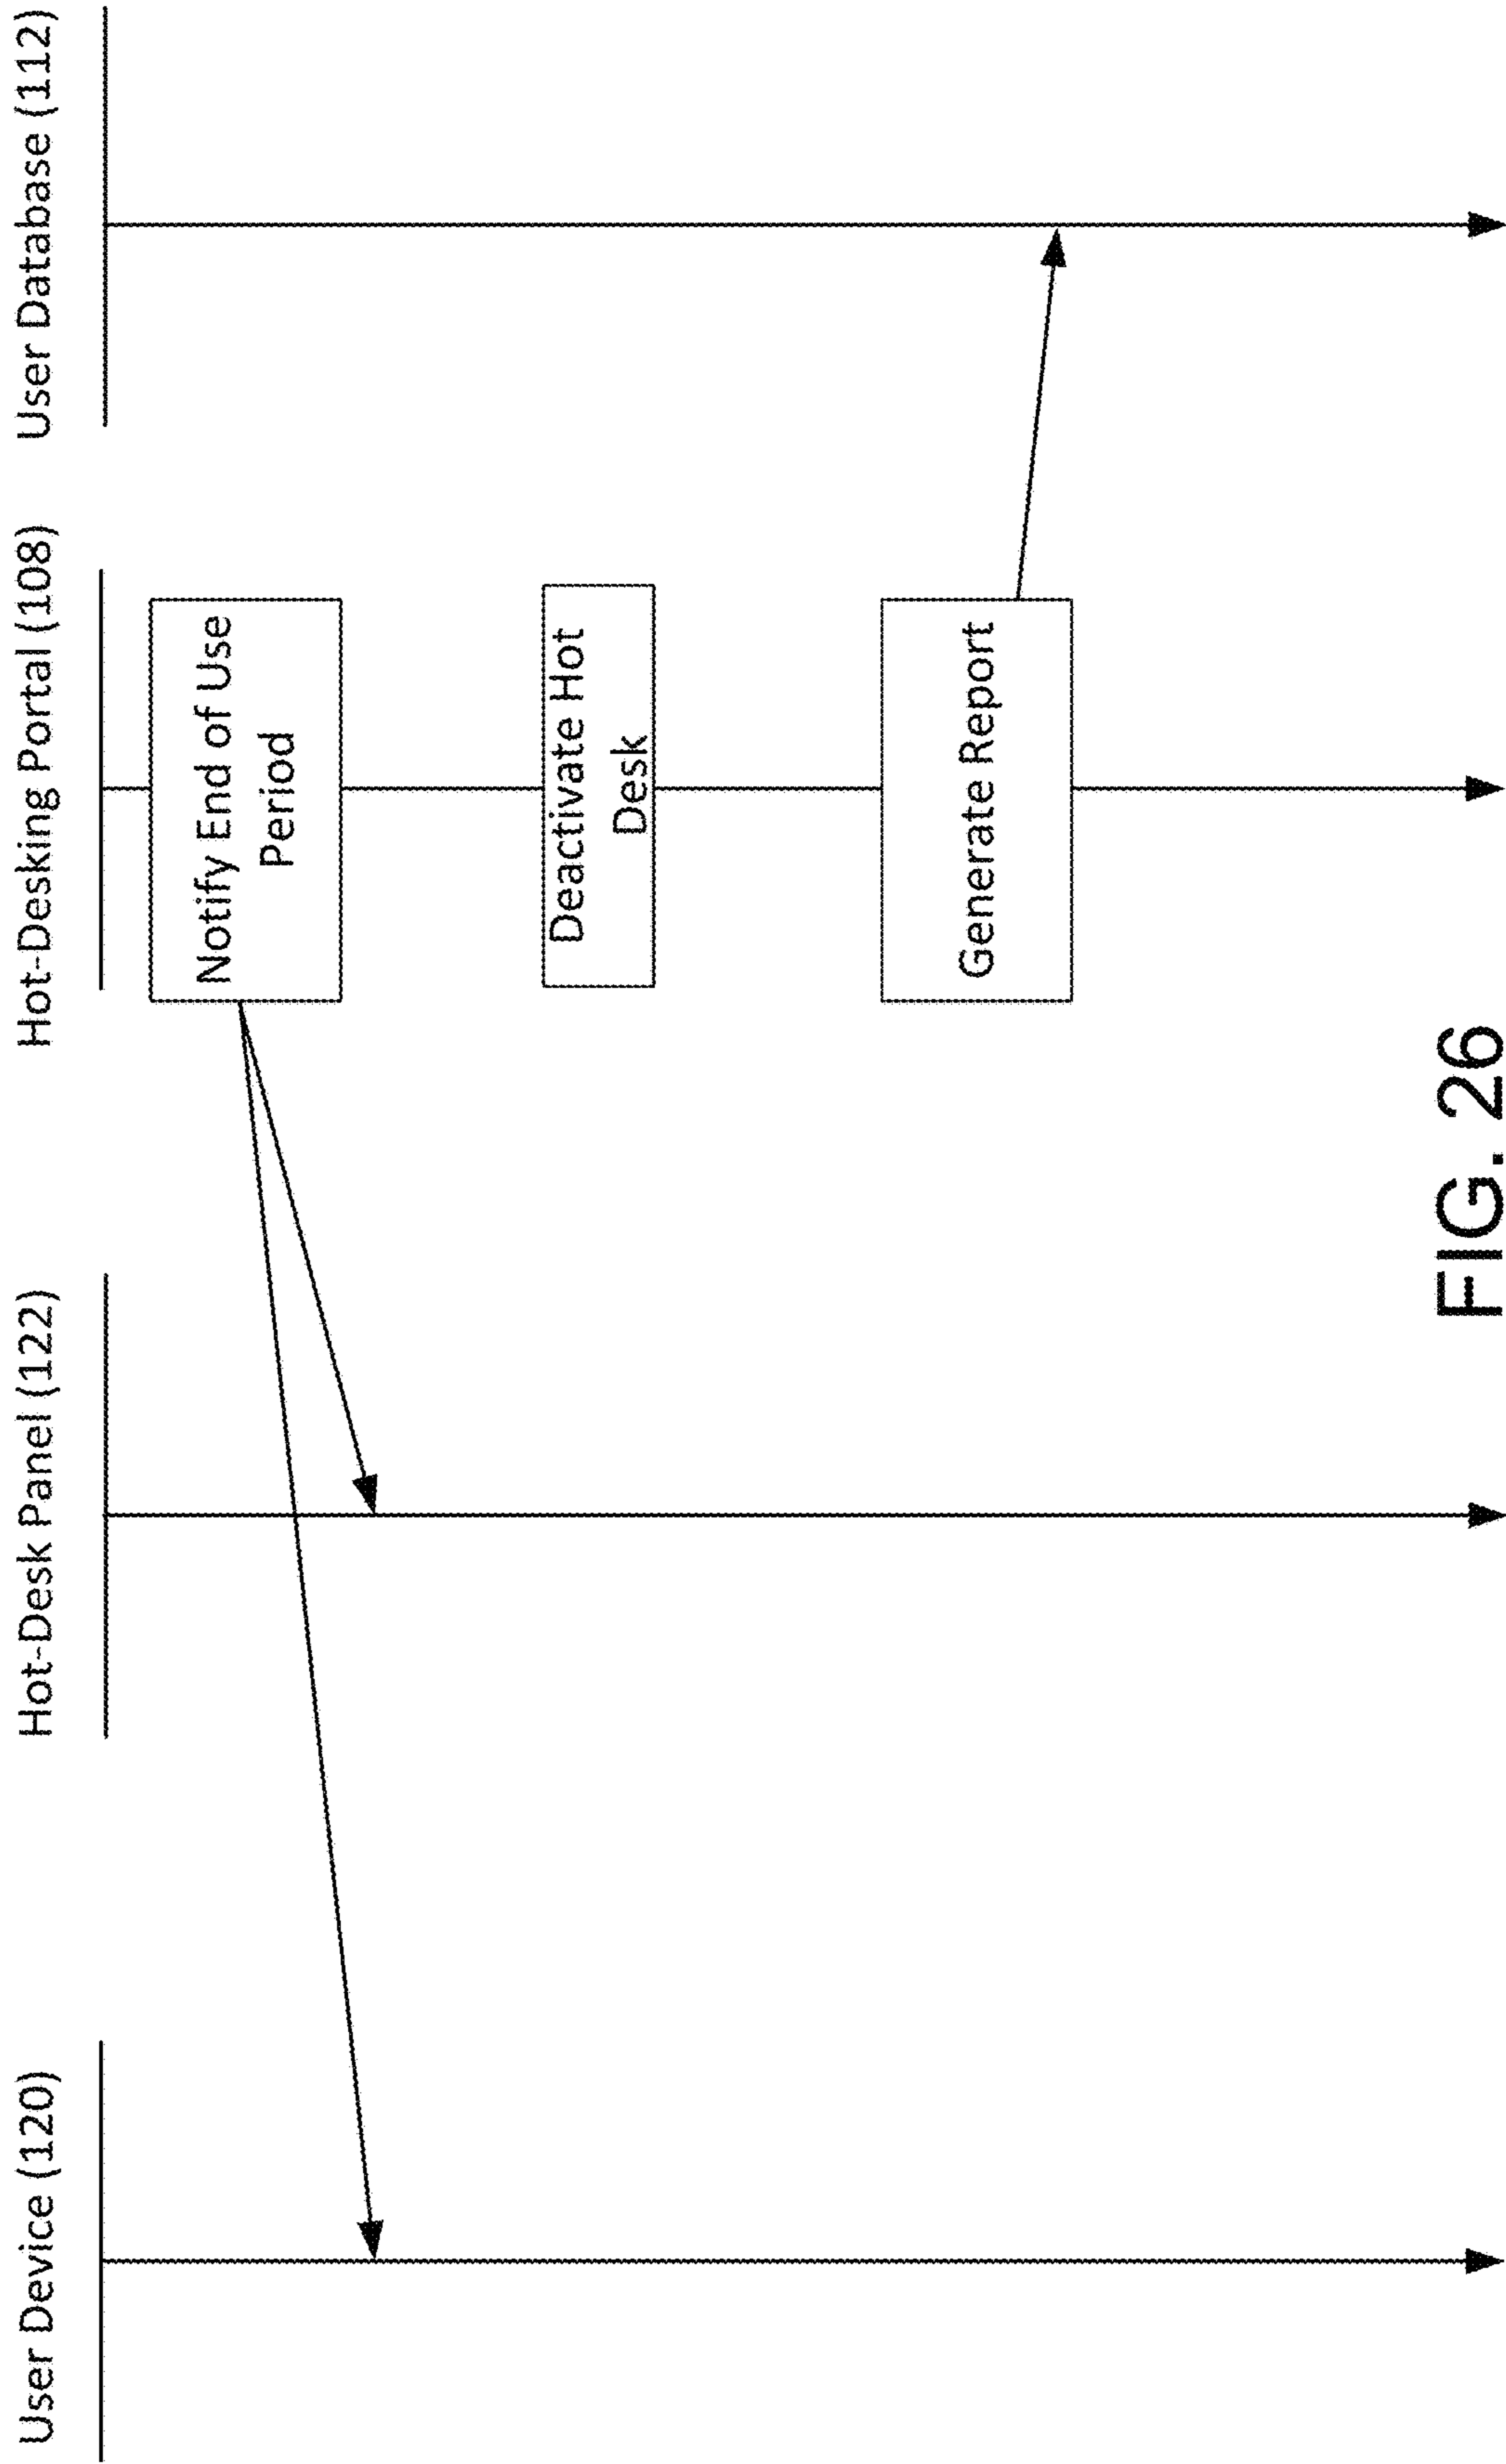 User Device (120)
Hot-Desk Panel (122)
Hot-Desking Portal (108)
User Database (112)
Notify End of Use
Period
Deactivate Hot
Desk
Generate Report
FIG. 26